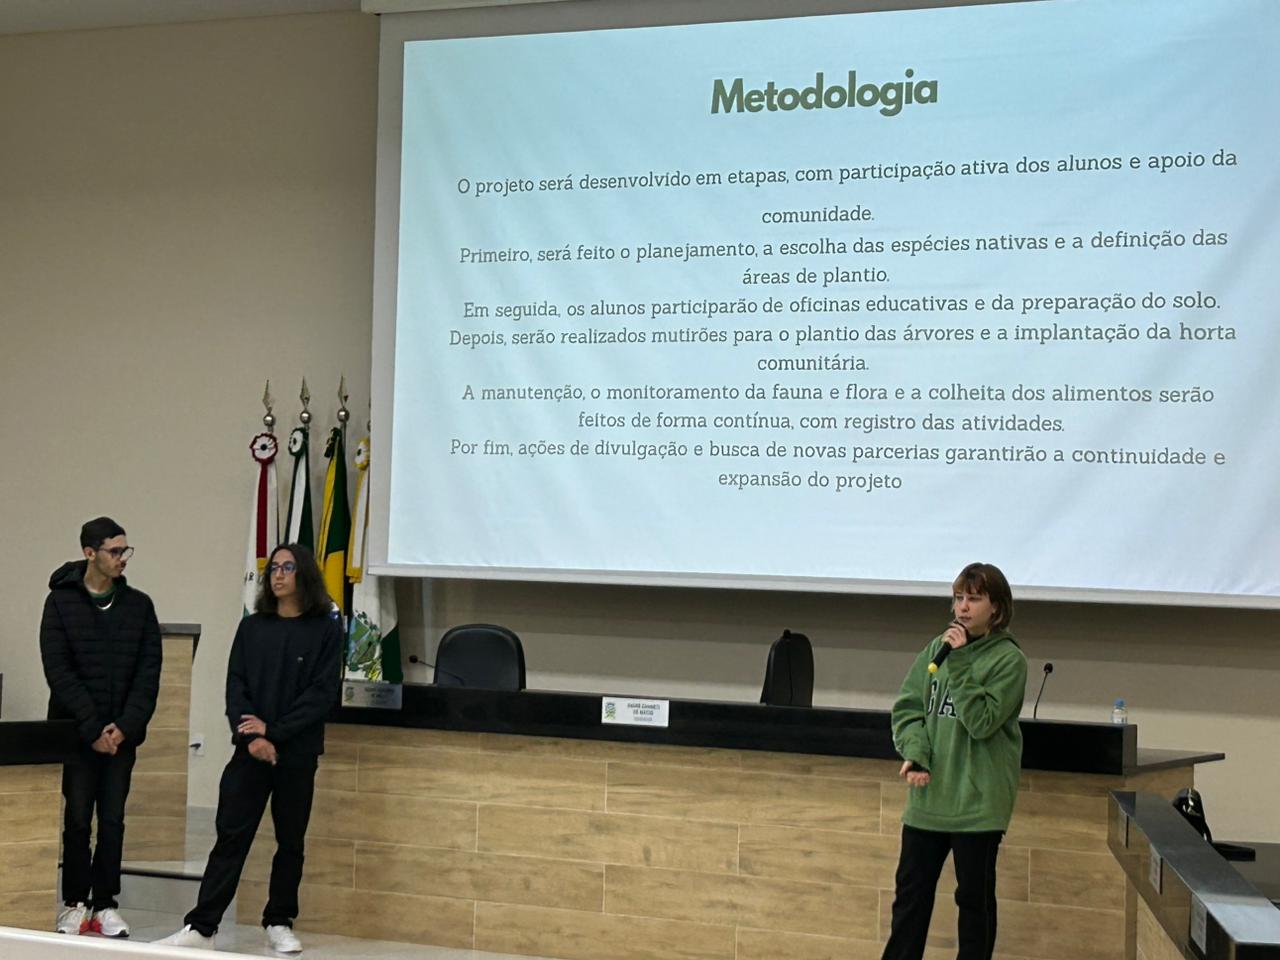 Metodologia
O projeto será desenvolvido em etapas, com participação ativa dos alunos e apoio da
comunidade.
Primeiro, será feito o planejamento, a escolha das espécies nativas e a definição das
áreas de plantio.
Em seguida, os alunos participarão de oficinas educativas e da preparação do solo.
Depois, serão realizados mutirões para o plantio das árvores e a implantação da horta
comunitária.
A manutenção, o monitoramento da fauna e flora e a colheita dos alimentos serão
feitos de forma contínua, com registro das atividades.
Por fim, ações de divulgação e busca de novas parcerias garantirão a continuidade e
expansão do projeto